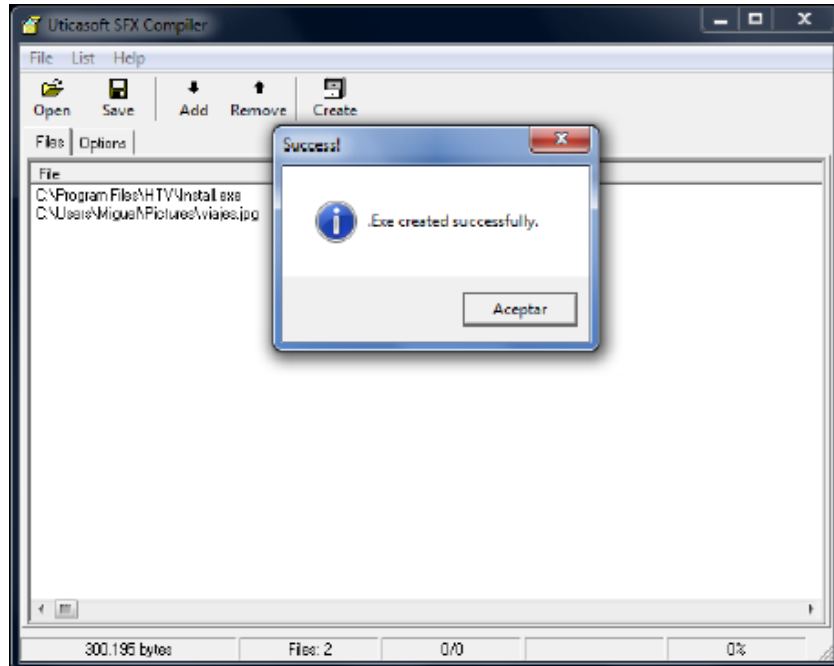 Uticasoft SFX Compiler
File List Help
Open Save Add Remove Create
Files Options
Success!
File
C:\Program Files\HTV\Install.exe
C:\Users\Miguel\Pictures\viajes.jpg
.Exe created successfully.
Aceptar
300.195 bytes Files: 2 0/0 0%